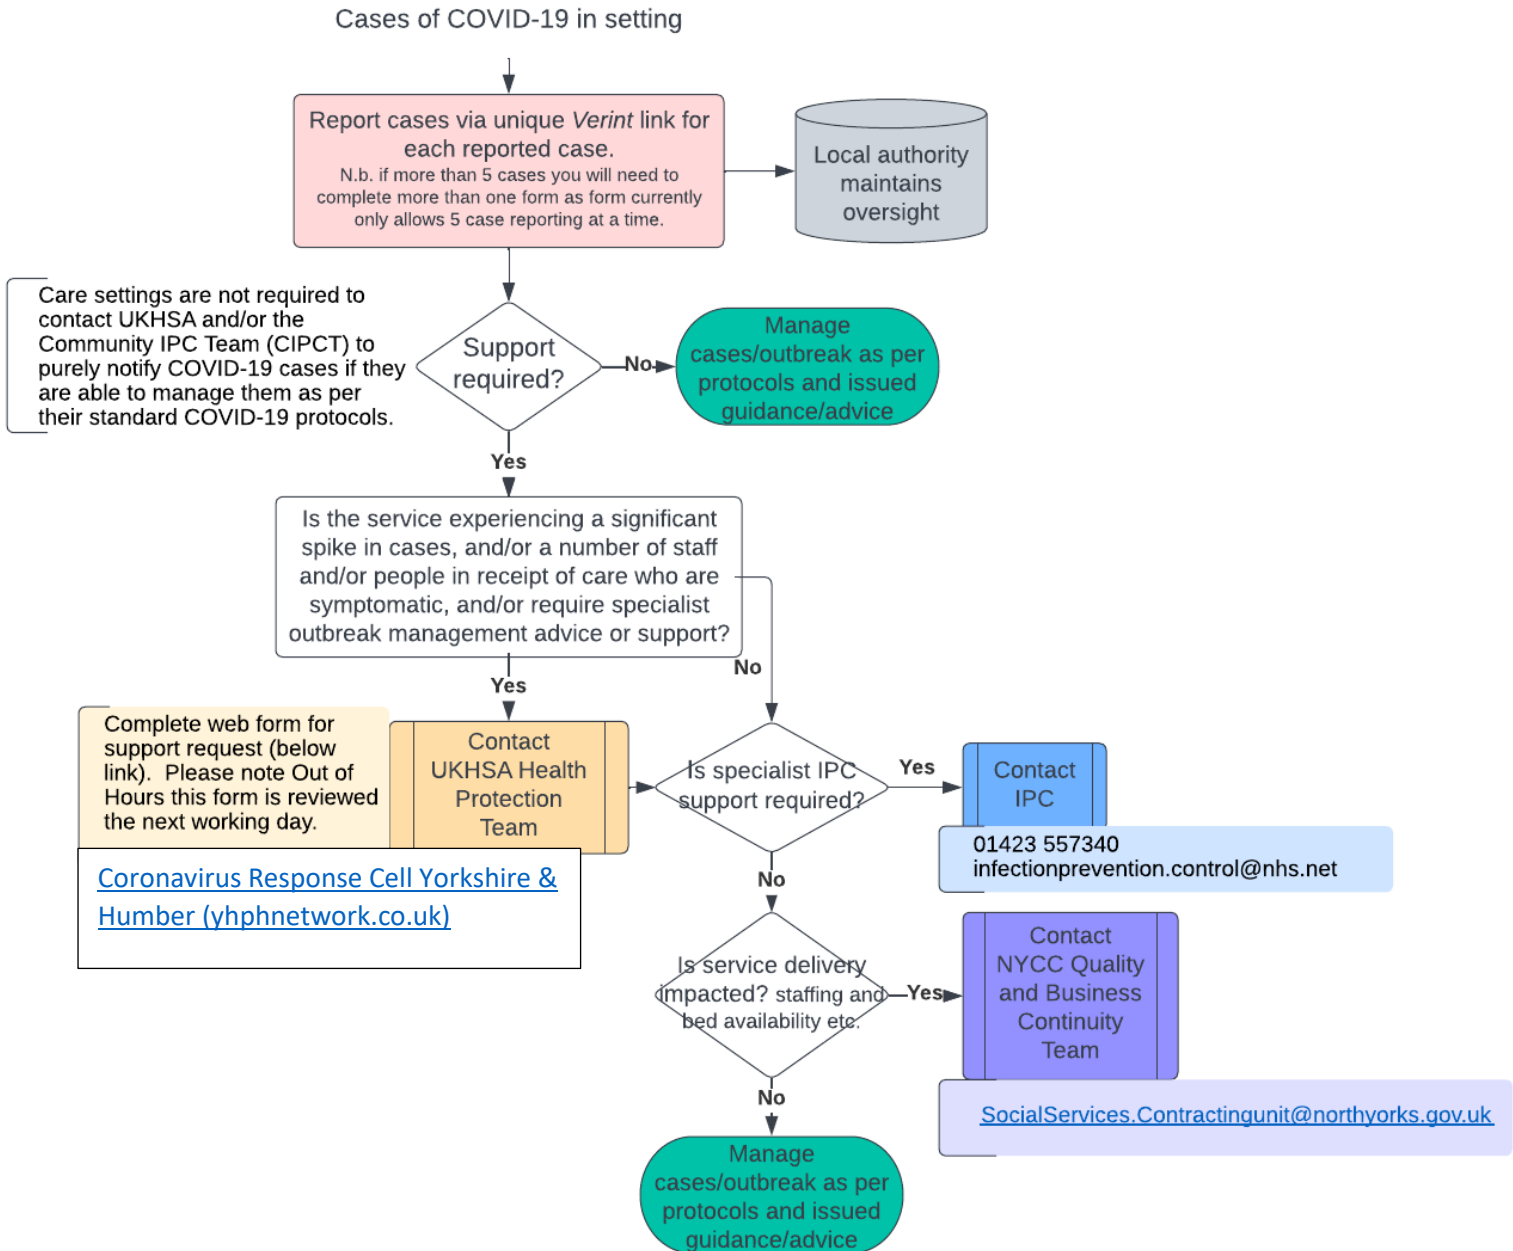 Cases of COVID-19 in setting
Report cases via unique Verint link for
each reported case.
N.b. if more than 5 cases you will need to
complete more than one form as form currently
only allows 5 case reporting at a time.
Local authority
maintains
oversight
Care settings are not required to
contact UKHSA and/or the
Community IPC Team (CIPCT) to
purely notify COVID-19 cases if they
are able to manage them as per
their standard COVID-19 protocols.
Support
required?
No
Manage
cases/outbreak as per
protocols and issued
guidance/advice
Yes
Is the service experiencing a significant
spike in cases, and/or a number of staff
and/or people in receipt of care who are
symptomatic, and/or require specialist
outbreak management advice or support?
No
Yes
Complete web form for
support request (below
link). Please note Out of
Hours this form is reviewed
the next working day.
Contact
UKHSA Health
Protection
Team
Coronavirus Response Cell Yorkshire &
Humber (yhphnetwork.co.uk)
Is specialist IPC
support required?
Yes
Contact
IPC
01423 557340
infectionprevention.control@nhs.net
No
Is service delivery
impacted? staffing and
bed availability etc.
Yes
Contact
NYCC Quality
and Business
Continuity
Team
SocialServices.Contractingunit@northyorks.gov.uk
No
Manage
cases/outbreak as per
protocols and issued
guidance/advice